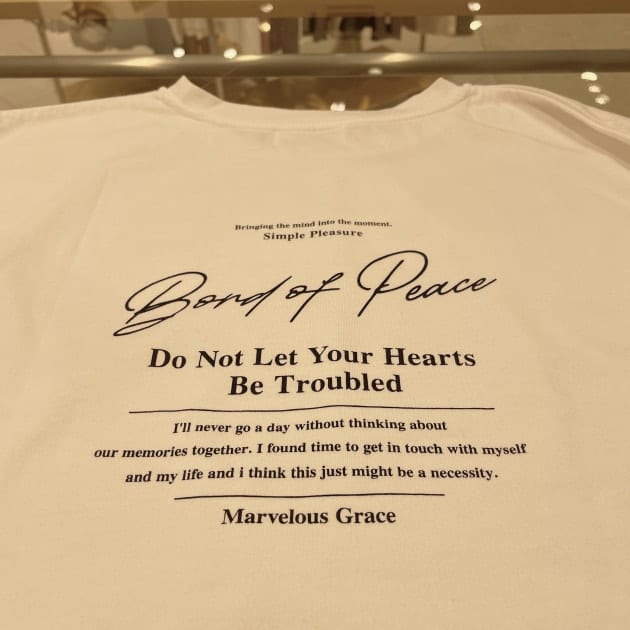 Bringing the mind into the moment.
Simple Pleasure
Bond of Peace
Do Not Let Your Hearts
Be Troubled
I'll never go a day without thinking about
our memories together. I found time to get in touch with myself
and my life and i think this just might be a necessity.
Marvelous Grace